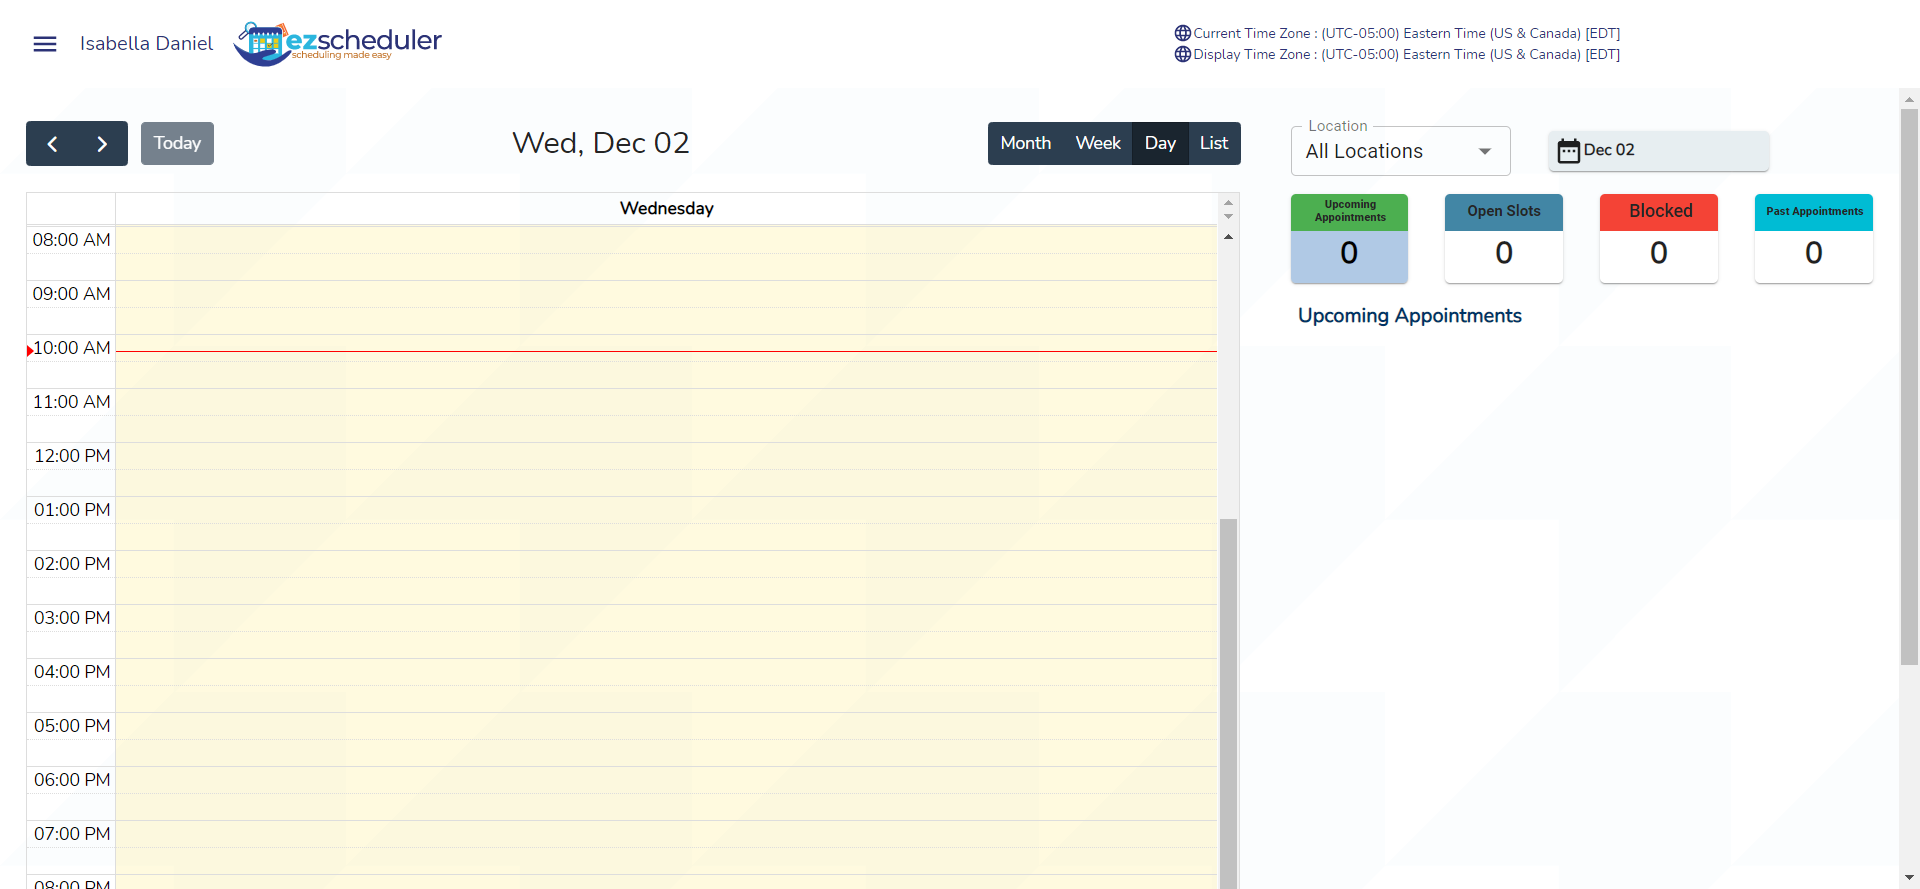 Isabella Daniel
ezscheduler
scheduling made easy
Current Time Zone : (UTC-05:00) Eastern Time (US & Canada) [EDT]
Display Time Zone : (UTC-05:00) Eastern Time (US & Canada) [EDT]
Today
Wed, Dec 02
Month Week Day List
Location
All Locations
Dec 02
Upcoming
Appointments
0
Open Slots
0
Blocked
0
Past Appointments
0
Upcoming Appointments
Wednesday
08:00 AM
09:00 AM
10:00 AM
11:00 AM
12:00 PM
01:00 PM
02:00 PM
03:00 PM
04:00 PM
05:00 PM
06:00 PM
07:00 PM
08:00 PM